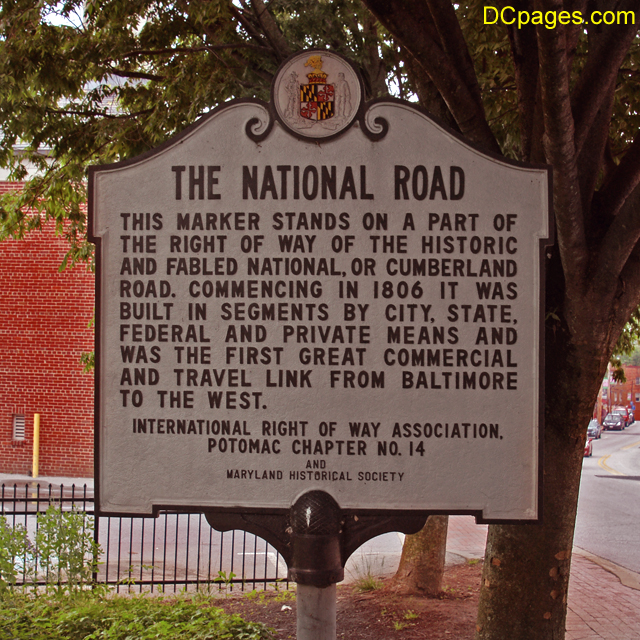 DCpages.com
THE NATIONAL ROAD
THIS MARKER STANDS ON A PART OF
THE RIGHT OF WAY OF THE HISTORIC
AND FABLED NATIONAL, OR CUMBERLAND
ROAD. COMMENCING IN 1806 IT WAS
BUILT IN SEGMENTS BY CITY, STATE,
FEDERAL AND PRIVATE MEANS AND
WAS THE FIRST GREAT COMMERCIAL
AND TRAVEL LINK FROM BALTIMORE
TO THE WEST.
INTERNATIONAL RIGHT OF WAY ASSOCIATION,
POTOMAC CHAPTER NO. 14
AND
MARYLAND HISTORICAL SOCIETY